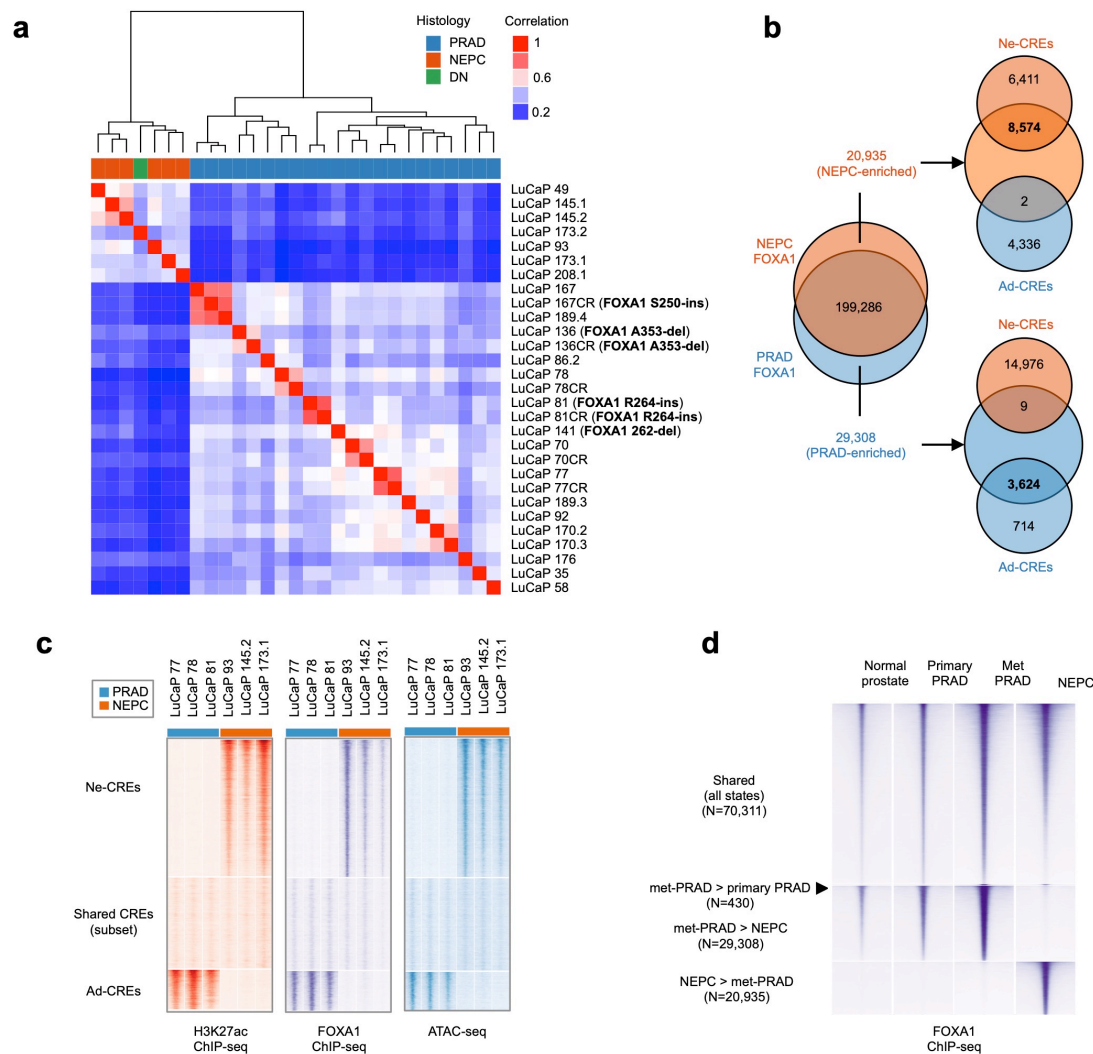 a
Histology
PRAD
NEPC
DN
Correlation
1
0.6
0.2
LuCaP 49
LuCaP 145.1
LuCaP 145.2
LuCaP 173.2
LuCaP 93
LuCaP 173.1
LuCaP 208.1
LuCaP 167
LuCaP 167CR (FOXA1 S250-ins)
LuCaP 189.4
LuCaP 136 (FOXA1 A353-del)
LuCaP 136CR (FOXA1 A353-del)
LuCaP 86.2
LuCaP 78
LuCaP 78CR
LuCaP 81 (FOXA1 R264-ins)
LuCaP 81CR (FOXA1 R264-ins)
LuCaP 141 (FOXA1 262-del)
LuCaP 70
LuCaP 70CR
LuCaP 77
LuCaP 77CR
LuCaP 189.3
LuCaP 92
LuCaP 170.2
LuCaP 170.3
LuCaP 176
LuCaP 35
LuCaP 58
b
Ne-CREs
6,411
8,574
20,935
(NEPC-enriched)
2
4,336
Ad-CREs
NEPC
FOXA1
199,286
PRAD
FOXA1
Ne-CREs
14,976
9
29,308
(PRAD-enriched)
3,624
714
Ad-CREs
c
PRAD
NEPC
LuCaP 77
LuCaP 78
LuCaP 81
LuCaP 93
LuCaP 145.2
LuCaP 173.1
LuCaP 77
LuCaP 78
LuCaP 81
LuCaP 93
LuCaP 145.2
LuCaP 173.1
LuCaP 77
LuCaP 78
LuCaP 81
LuCaP 93
LuCaP 145.2
LuCaP 173.1
Ne-CREs
Shared CREs
(subset)
Ad-CREs
H3K27ac
ChIP-seq
FOXA1
ChIP-seq
ATAC-seq
d
Normal
prostate
Primary
PRAD
Met
PRAD
NEPC
Shared
(all states)
(N=70,311)
met-PRAD > primary PRAD
(N=430)
met-PRAD > NEPC
(N=29,308)
NEPC > met-PRAD
(N=20,935)
FOXA1
ChIP-seq